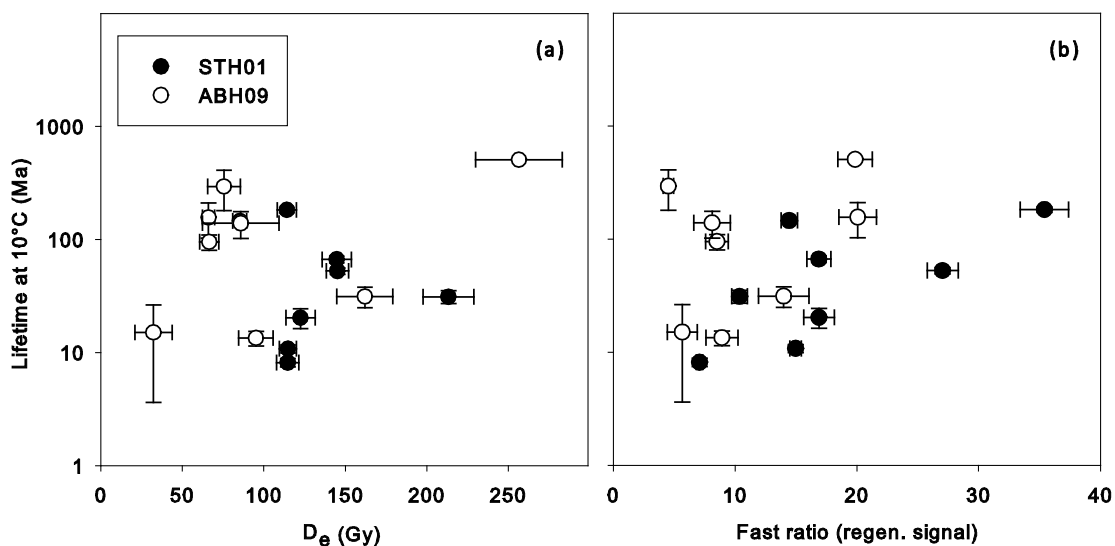 (a)
(b)
STH01
ABH09
Lifetime at 10°C (Ma)
1000
100
10
1
0 50 100 150 200 250
0 10 20 30 40
De (Gy)
Fast ratio (regen. signal)